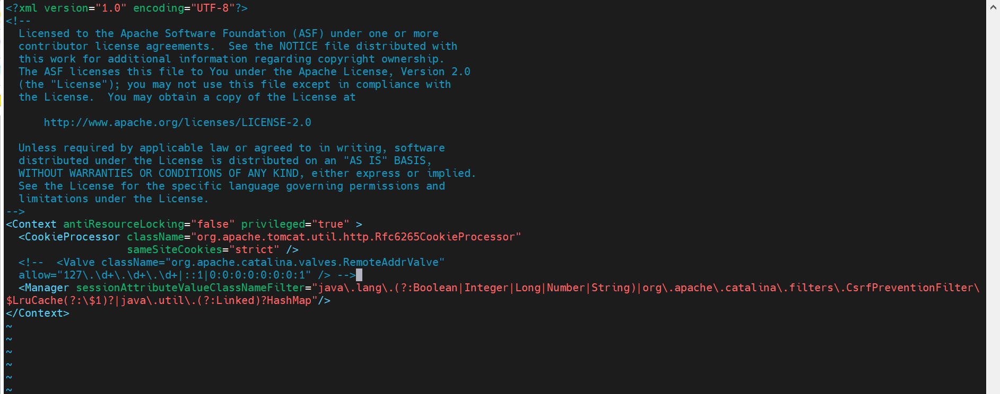 <?xml version="1.0" encoding="UTF-8"?>
<!--
  Licensed to the Apache Software Foundation (ASF) under one or more
  contributor license agreements.  See the NOTICE file distributed with
  this work for additional information regarding copyright ownership.
  The ASF licenses this file to You under the Apache License, Version 2.0
  (the "License"); you may not use this file except in compliance with
  the License.  You may obtain a copy of the License at

      http://www.apache.org/licenses/LICENSE-2.0

  Unless required by applicable law or agreed to in writing, software
  distributed under the License is distributed on an "AS IS" BASIS,
  WITHOUT WARRANTIES OR CONDITIONS OF ANY KIND, either express or implied.
  See the License for the specific language governing permissions and
  limitations under the License.
-->
<Context antiResourceLocking="false" privileged="true" >
  <CookieProcessor className="org.apache.tomcat.util.http.Rfc6265CookieProcessor"
                   sameSiteCookies="strict" />
  <!--  <Valve className="org.apache.catalina.valves.RemoteAddrValve"
  allow="127\.\d+\.\d+\.\d+|::1|0:0:0:0:0:0:0:1" /> -->
  <Manager sessionAttributeValueClassNameFilter="java\.lang\.(?:Boolean|Integer|Long|Number|String)|org\.apache\.catalina\.filters\.CsrfPreventionFilter\
$LruCache(?:\$1)?|java\.util\.(?:Linked)?HashMap"/>
</Context>
~
~
~
~
~
~